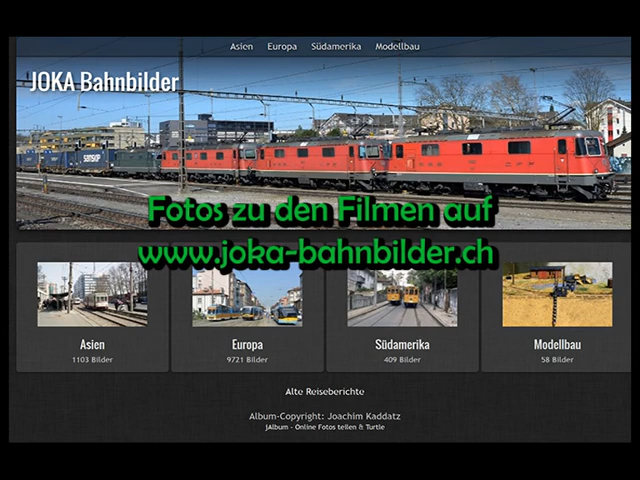 Asien Europa Südamerika Modellbau
JOKA Bahnbilder
Fotos zu den Filmen auf
www.joka-bahnbilder.ch
Asien Europa Südamerika Modellbau
1103 Bilder 9721 Bilder 409 Bilder 58 Bilder
Alte Reiseberichte
Album-Copyright: Joachim Kaddatz
jAlbum - Online Fotos teilen & Turtle